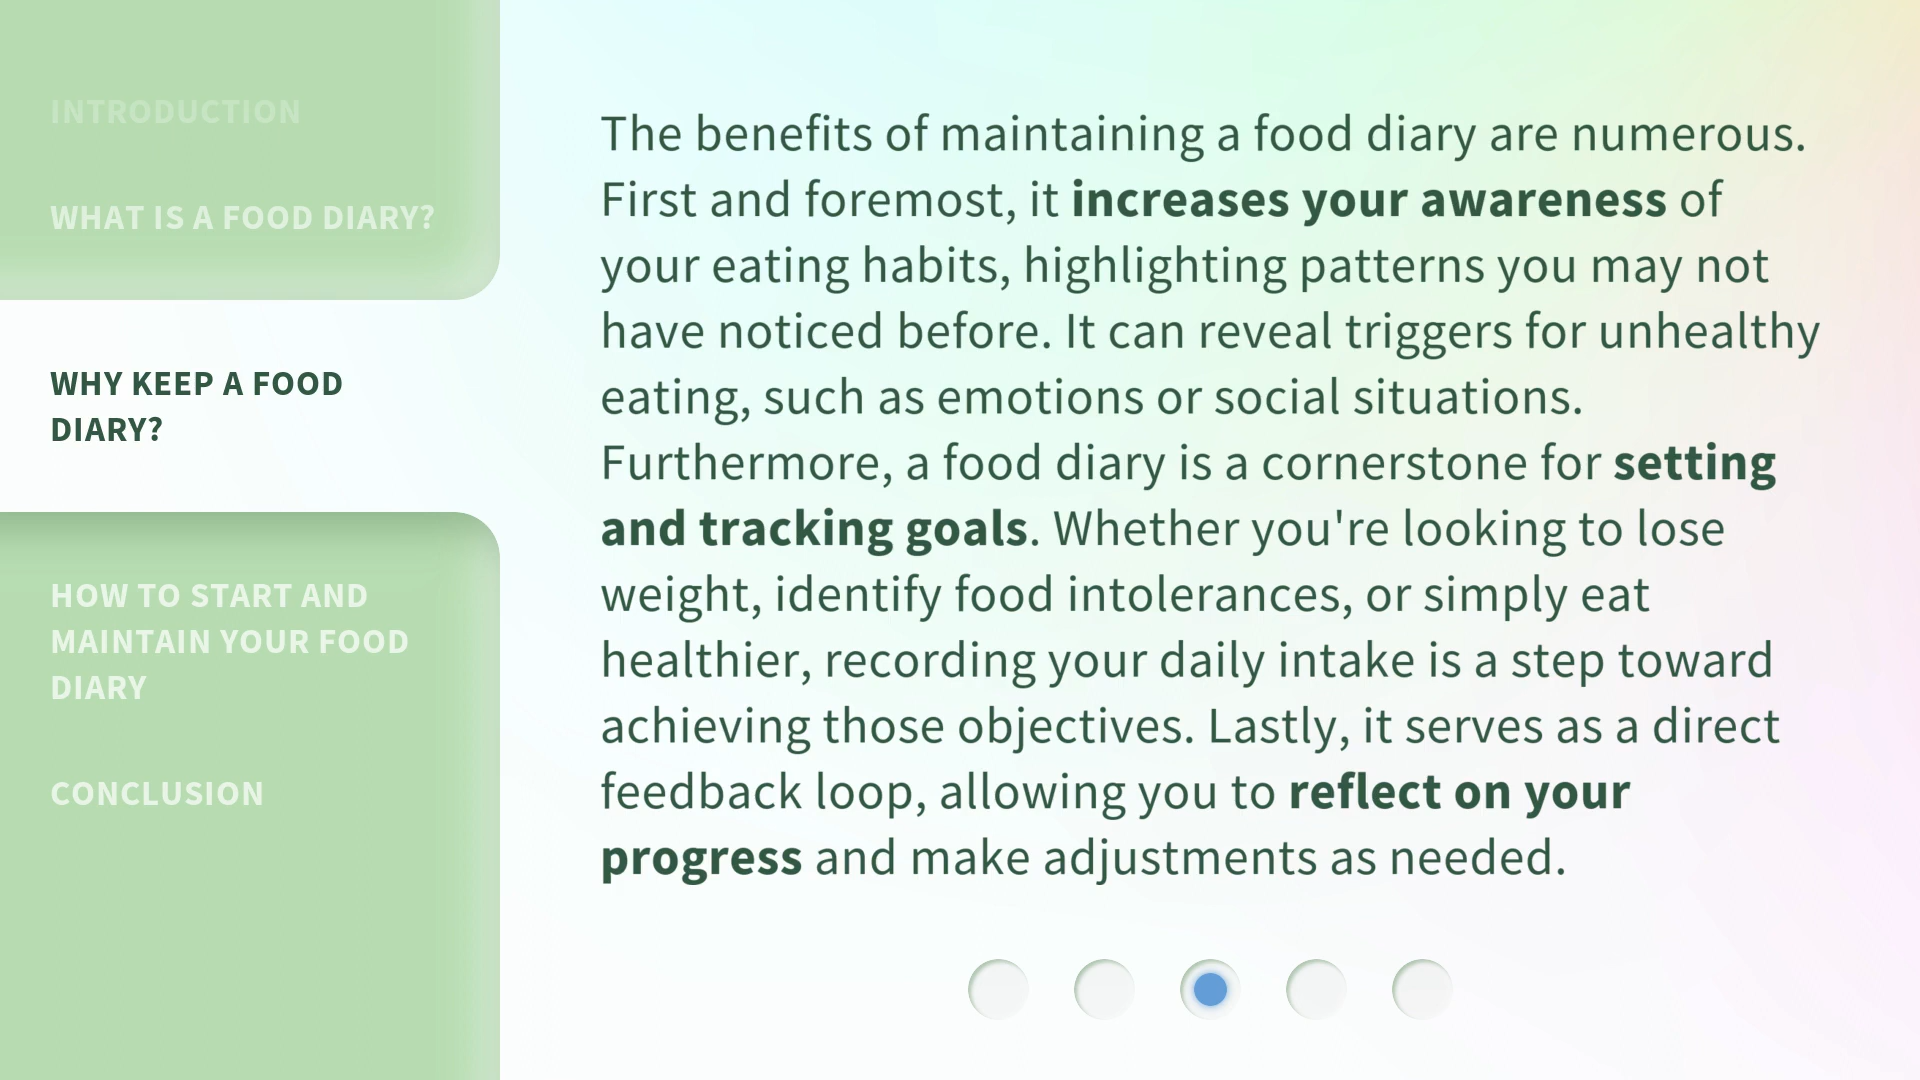 INTRODUCTION
WHAT IS A FOOD DIARY?
WHY KEEP A FOOD
DIARY?
HOW TO START AND
MAINTAIN YOUR FOOD
DIARY
CONCLUSION
The benefits of maintaining a food diary are numerous.
First and foremost, it increases your awareness of
your eating habits, highlighting patterns you may not
have noticed before. It can reveal triggers for unhealthy
eating, such as emotions or social situations.
Furthermore, a food diary is a cornerstone for setting
and tracking goals. Whether you're looking to lose
weight, identify food intolerances, or simply eat
healthier, recording your daily intake is a step toward
achieving those objectives. Lastly, it serves as a direct
feedback loop, allowing you to reflect on your
progress and make adjustments as needed.